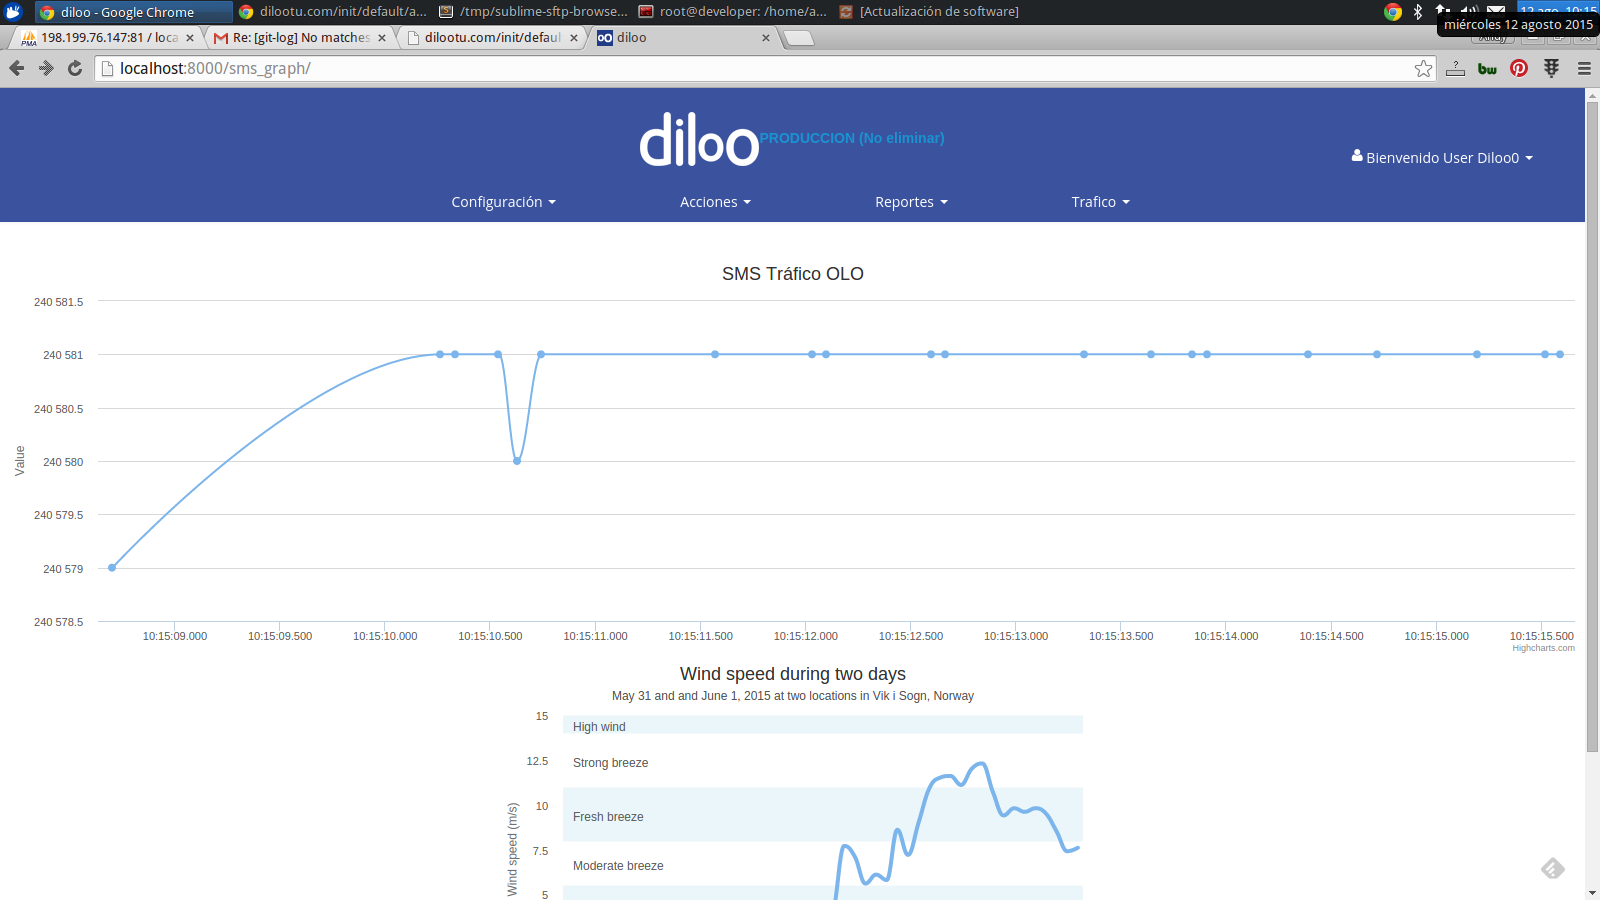 diloo - Google Chrome
dilootu.com/init/default/a...
/tmp/sublime-sftp-browse...
root@developer: /home/a...
[Actualización de software]
12 ago, 10:15
miércoles 12 agosto 2015
PMA 198.199.76.147:81 / loca
Re: [git-log] No matches
dilootu.com/init/defaul
diloo
Andy
localhost:8000/sms_graph/
bw
diloo PRODUCCION (No eliminar)
Bienvenido User Diloo0
Configuración
Acciones
Reportes
Trafico
SMS Tráfico OLO
240 581.5
240 581
240 580.5
240 580
240 579.5
240 579
240 578.5
Value
10:15:09.000 10:15:09.500 10:15:10.000 10:15:10.500 10:15:11.000 10:15:11.500 10:15:12.000 10:15:12.500 10:15:13.000 10:15:13.500 10:15:14.000 10:15:14.500 10:15:15.000 10:15:15.500
Highcharts.com
Wind speed during two days
May 31 and and June 1, 2015 at two locations in Vik i Sogn, Norway
15
High wind
12.5
Strong breeze
10
Fresh breeze
7.5
Moderate breeze
5
Wind speed (m/s)